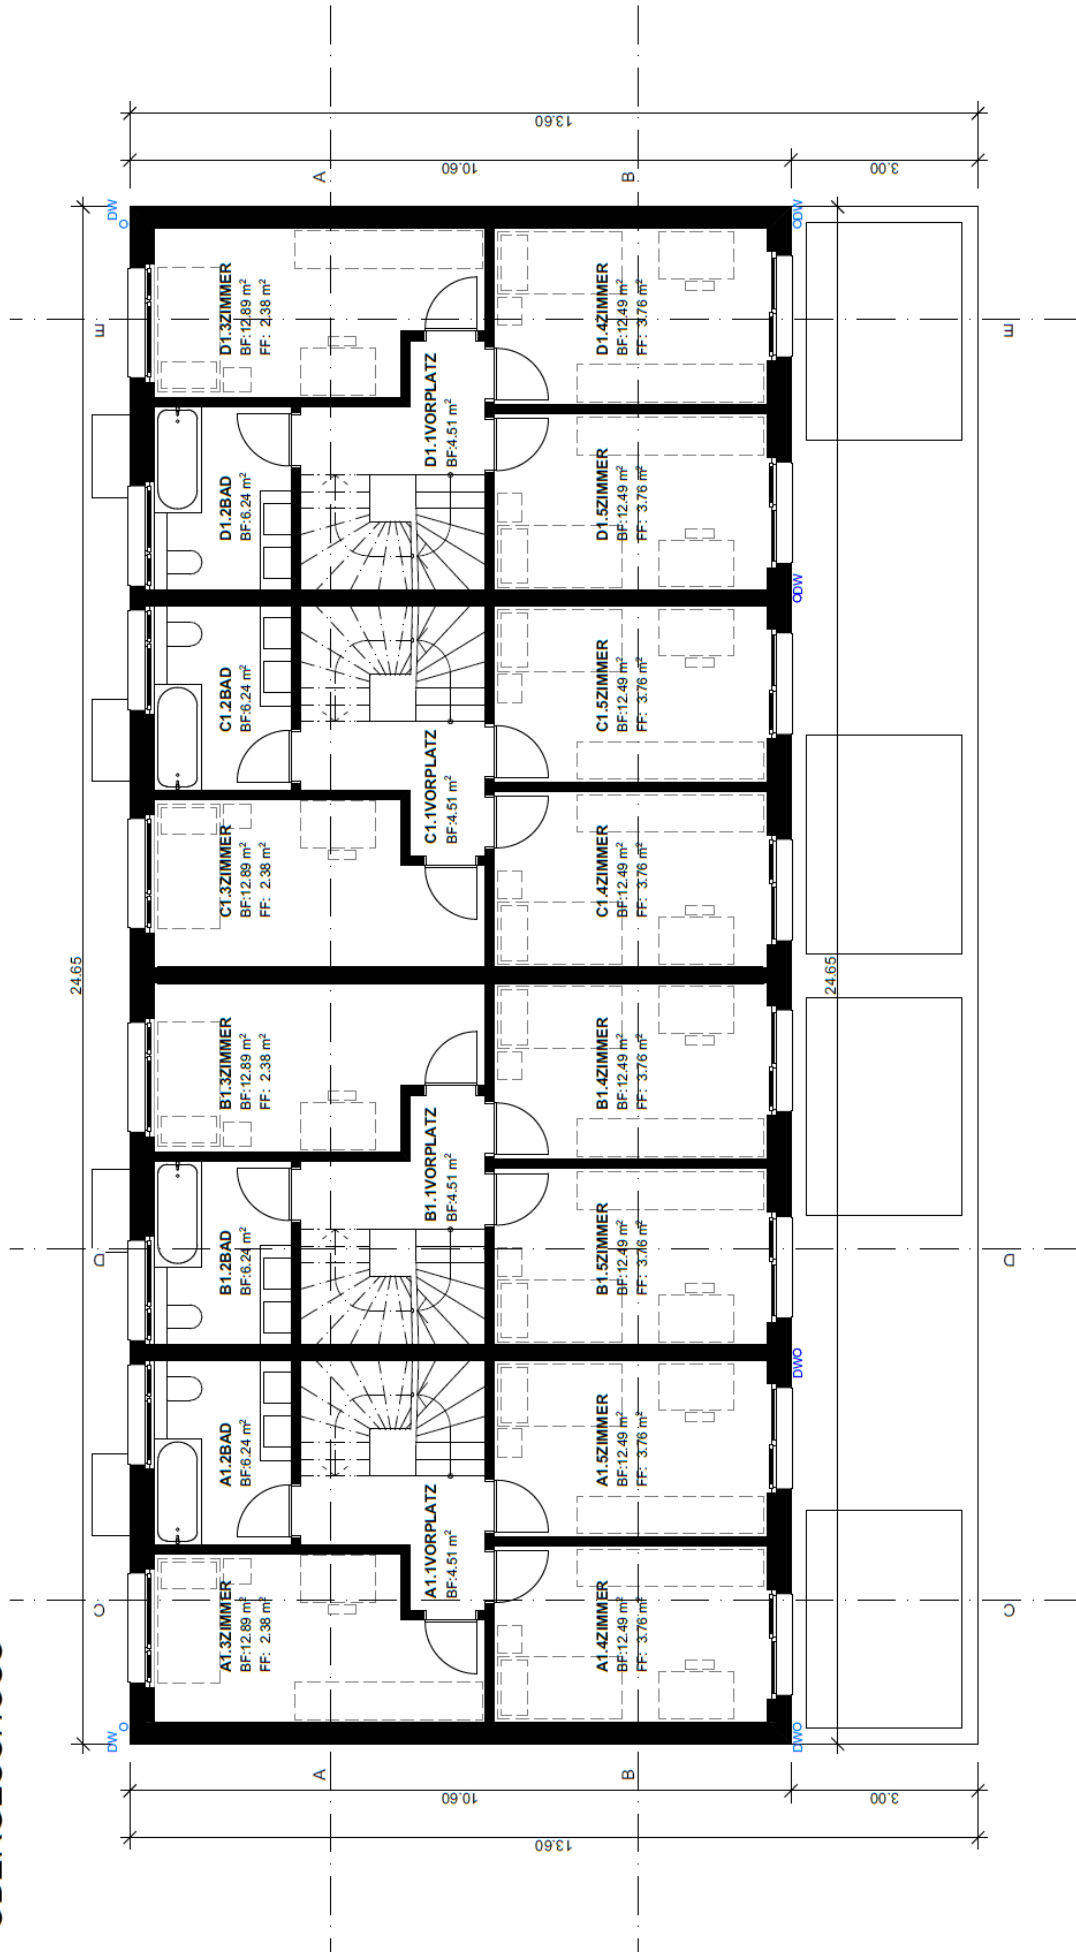 13.60
10.60
3.00
A
B
DW
O
ODW
E
E
24.65
24.65
D1.3ZIMMER
BF:12.89 m²
FF: 2.38 m²
D1.4ZIMMER
BF:12.49 m²
FF: 3.76 m²
D1.1VORPLATZ
BF:4.51 m²
D1.2BAD
BF:6.24 m²
D1.5ZIMMER
BF:12.49 m²
FF: 3.76 m²
ODW
C1.2BAD
BF:6.24 m²
C1.5ZIMMER
BF:12.49 m²
FF: 3.76 m²
C1.1VORPLATZ
BF:4.51 m²
C1.3ZIMMER
BF:12.89 m²
FF: 2.38 m²
C1.4ZIMMER
BF:12.49 m²
FF: 3.76 m²
B1.3ZIMMER
BF:12.89 m²
FF: 2.38 m²
B1.4ZIMMER
BF:12.49 m²
FF: 3.76 m²
B1.1VORPLATZ
BF:4.51 m²
B1.2BAD
BF:6.24 m²
B1.5ZIMMER
BF:12.49 m²
FF: 3.76 m²
D
D
DWO
A1.2BAD
BF:6.24 m²
A1.5ZIMMER
BF:12.49 m²
FF: 3.76 m²
A1.1VORPLATZ
BF:4.51 m²
A1.3ZIMMER
BF:12.89 m²
FF: 2.38 m²
A1.4ZIMMER
BF:12.49 m²
FF: 3.76 m²
C
C
DW
O
DWO
A
B
10.60
3.00
13.60